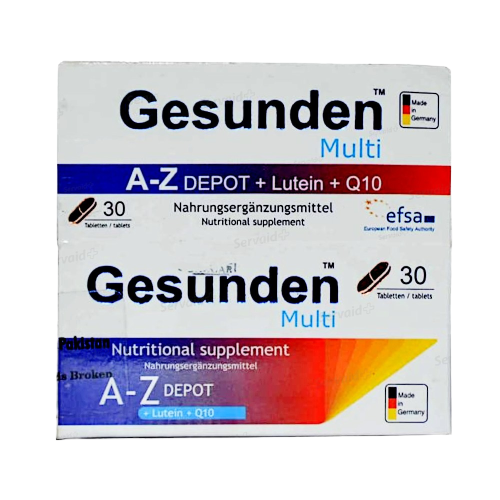 Gesunden™
Multi
Made
in
Germany
A-Z DEPOT + Lutein + Q10
30
Tabletten / tablets
Nahrungsergänzungsmittel
Nutritional supplement
efsa
European Food Safety Authority
Servaid
Gesunden™
Multi
30
Tabletten / tablets
Pakistan
is Broken
Nutritional supplement
Nahrungsergänzungsmittel
A-Z DEPOT
+ Lutein + Q10
Made
in
Germany